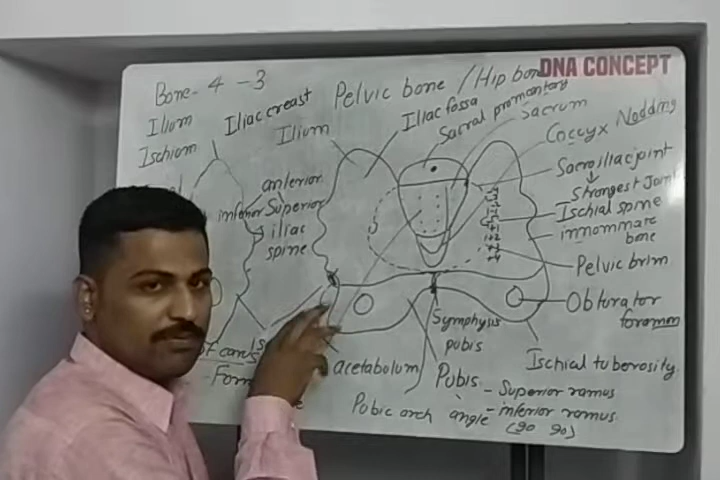 DNA CONCEPT
Bone - 4 - 3
Pelvic bone / Hip bone
Ilium
Ischium
Iliac creast
Ilium
Iliac fossa
Sacral promontory
Sacrum
Coccyx Nodding
Sacroiliac joint
Strongest Joint
Ischial spine
innommate bone
Pelvic brim
Obturator
foramen
Ischial tuberosity
anterior
inferior Superior
iliac
spine
Symphysis
pubis
acetabolum
Pubis
- Superior ramus
- inferior ramus
Pobic arch angle
(90 90)